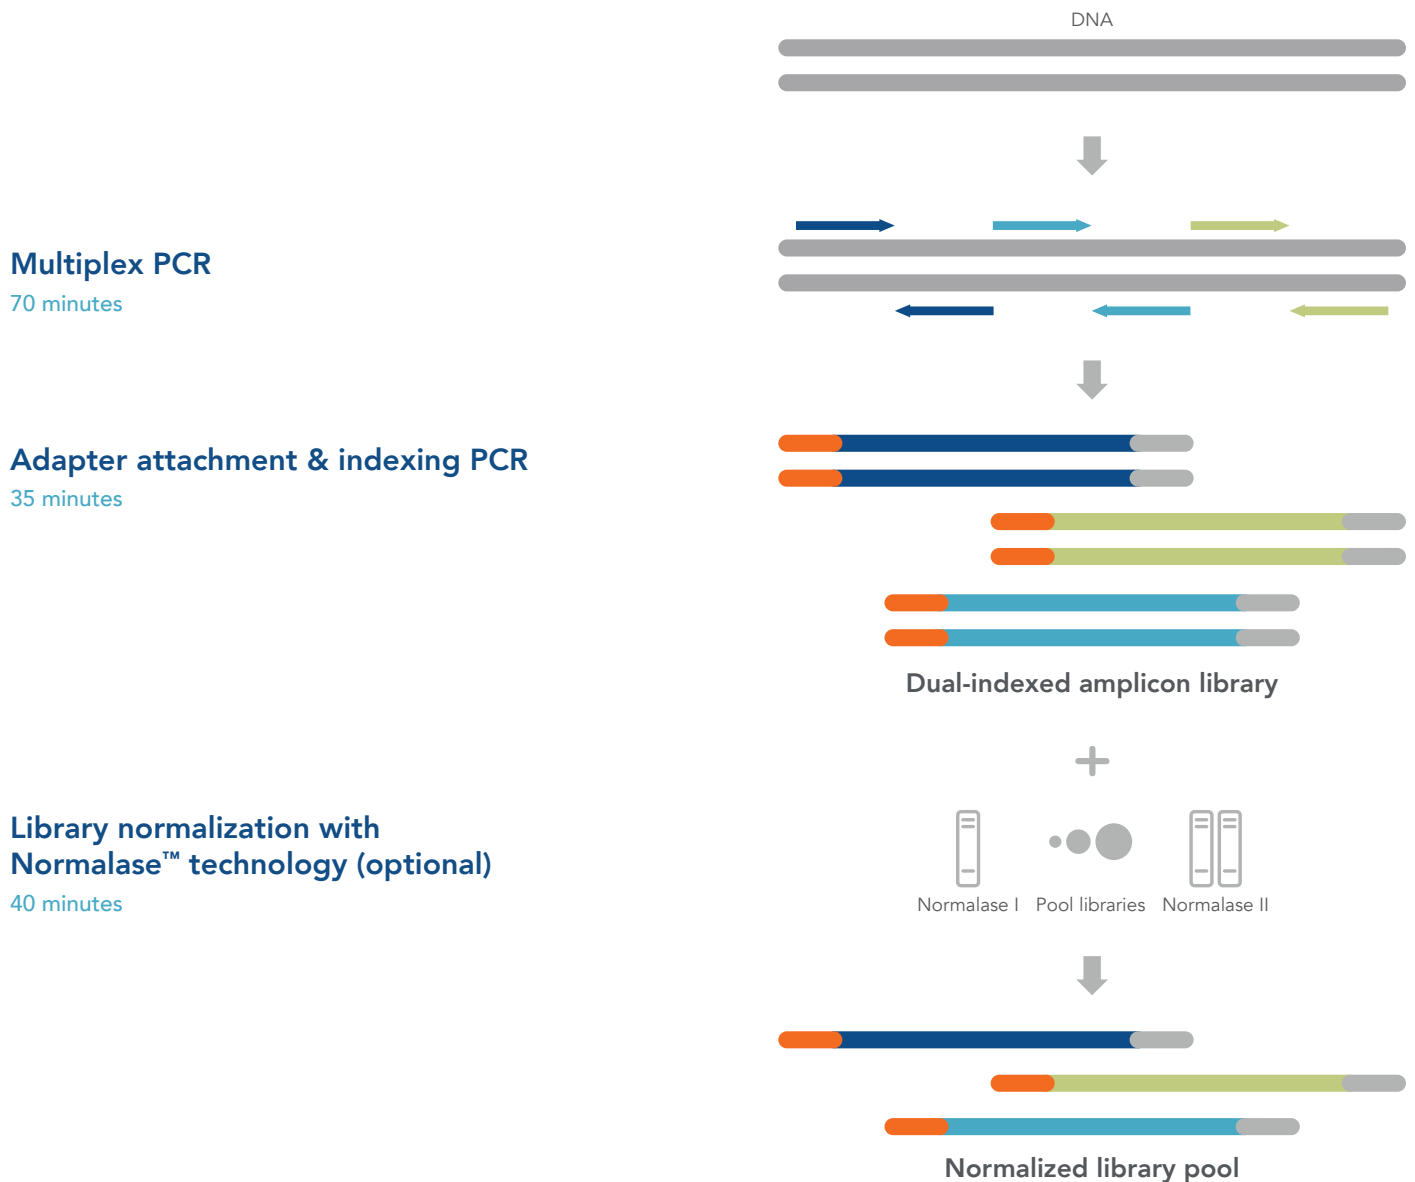 DNA
Multiplex PCR
70 minutes
Adapter attachment & indexing PCR
35 minutes
Dual-indexed amplicon library
Library normalization with
Normalase™ technology (optional)
40 minutes
Normalase I Pool libraries Normalase II
Normalized library pool